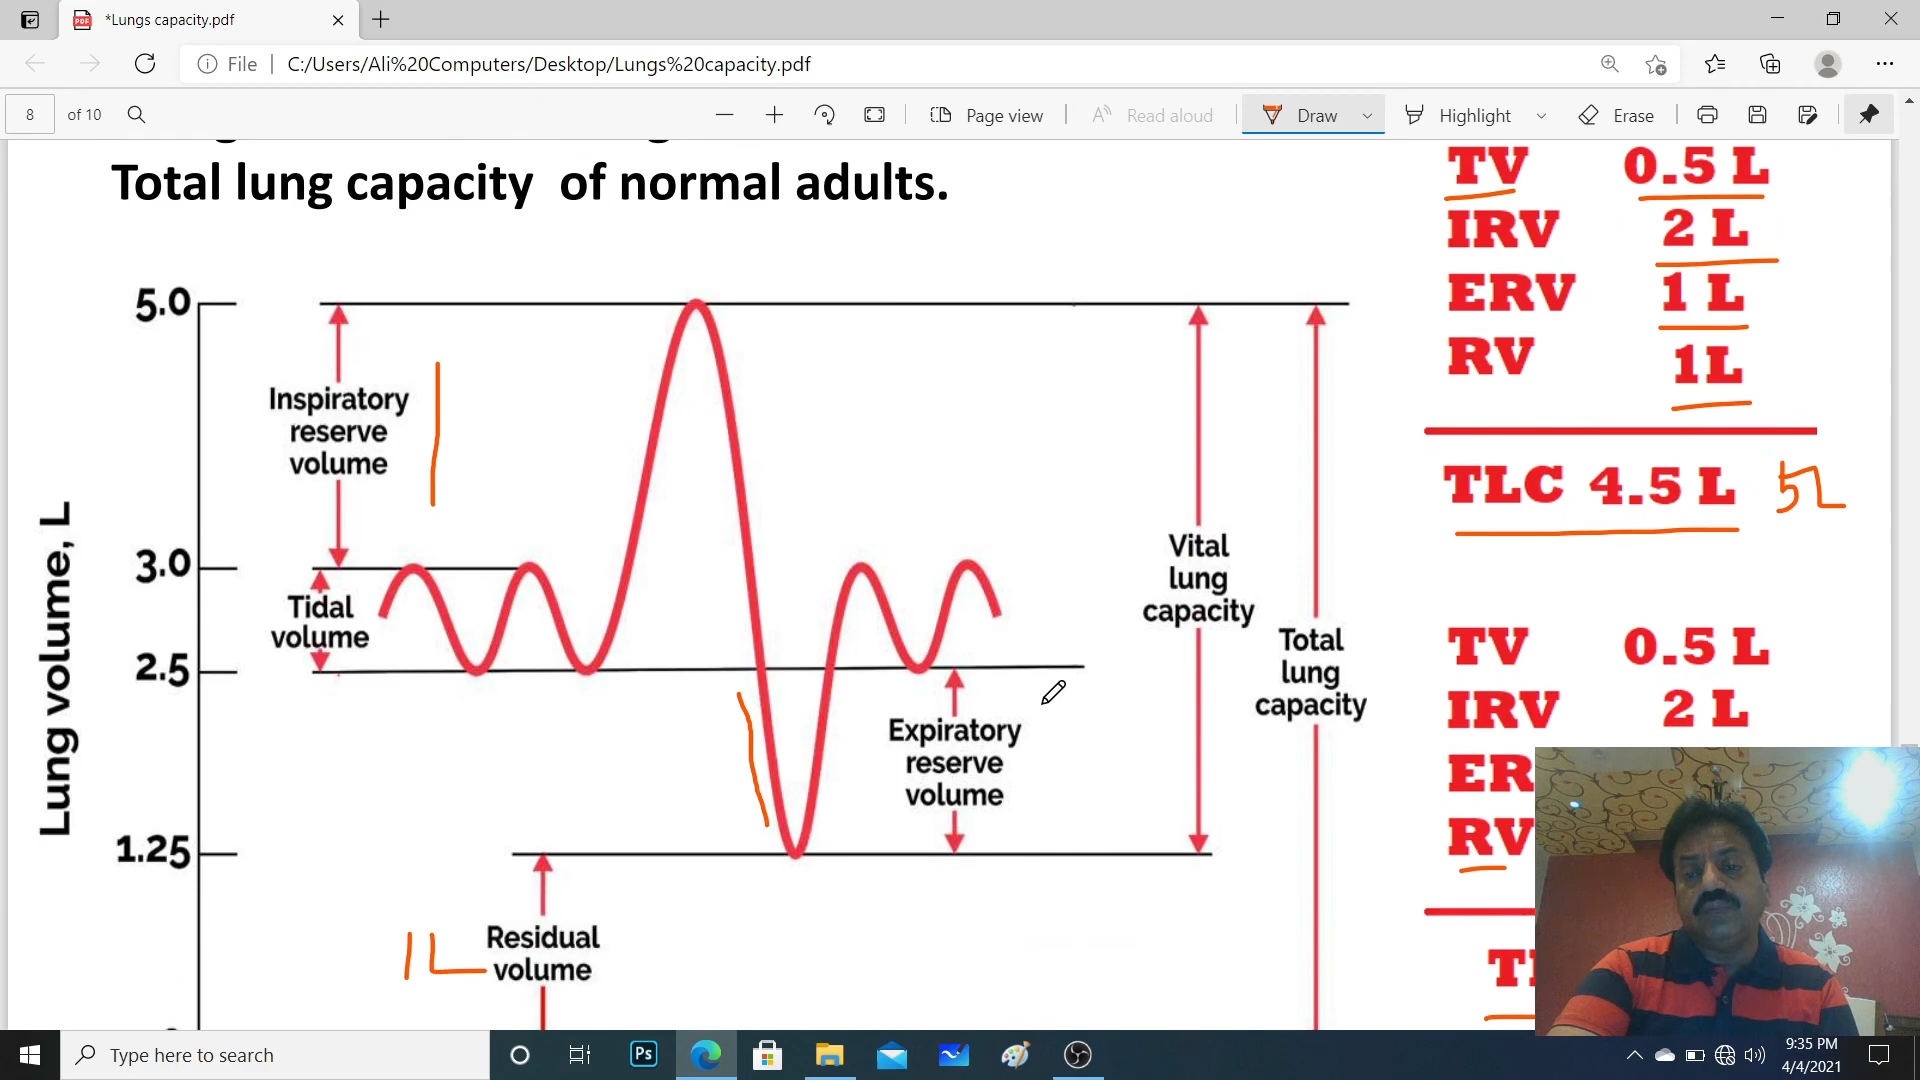 *Lungs capacity.pdf
File
C:/Users/Ali%20Computers/Desktop/Lungs%20capacity.pdf
8 of 10
Page view
Read aloud
Draw
Highlight
Erase
Total lung capacity of normal adults.
TV 0.5 L
IRV 2 L
ERV 1 L
RV 1L
TLC 4.5 L 5L
5.0
3.0
2.5
1.25
Lung volume, L
Inspiratory
reserve
volume
Tidal
volume
Expiratory
reserve
volume
Vital
lung
capacity
Total
lung
capacity
1L
Residual
volume
TV 0.5 L
IRV 2 L
ER
RV
Type here to search
Ps
9:35 PM
4/4/2021